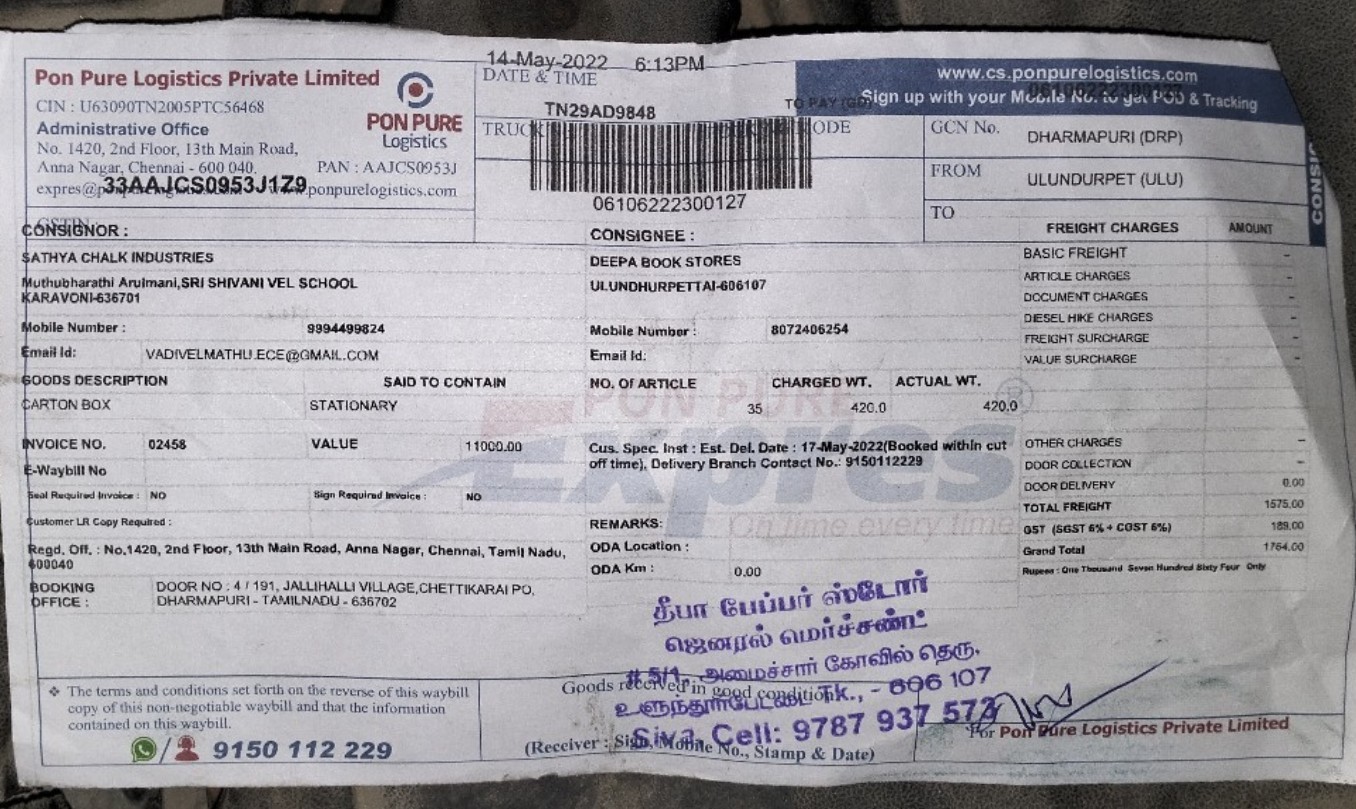 14-May-2022 6:13PM
Pon Pure Logistics Private Limited
CIN : U63090TN2005PTC56468
Administrative Office
No. 1420, 2nd Floor, 13th Main Road,
Anna Nagar, Chennai - 600 040. PAN : AAJCS0953J
33AAJCS0953J1Z9
ponpurelogistics.com
PON PURE
Logistics
DATE & TIME
TN29AD9848
TO PAY
06106222300127
www.cs.ponpurelogistics.com
Sign up with your Mobile No. to get POD & Tracking
GCN No. DHARMAPURI (DRP)
FROM ULUNDURPET (ULU)
TO
CONSIGNOR :
SATHYA CHALK INDUSTRIES
Muthubharathi Arulmani,SRI SHIVANI VEL SCHOOL
KARAVONI-636701
Mobile Number : 9994499824
Email Id: VADIVELMATHU.ECE@GMAIL.COM
CONSIGNEE :
DEEPA BOOK STORES
ULUNDHURPETTAI-606107
Mobile Number : 8072406254
Email Id:
GOODS DESCRIPTION SAID TO CONTAIN NO. OF ARTICLE CHARGED WT. ACTUAL WT.
CARTON BOX STATIONARY 35 420.0 420.0
INVOICE NO. 02458 VALUE 11000.00
E-Waybill No
Seal Required Invoice : NO Sign Required Invoice : NO
Customer LR Copy Required :
Regd. Off. : No.1420, 2nd Floor, 13th Main Road, Anna Nagar, Chennai, Tamil Nadu,
600040
BOOKING OFFICE : DOOR NO : 4 / 191, JALLIHALLI VILLAGE,CHETTIKARAI PO,
DHARMAPURI - TAMILNADU - 636702
Cus. Spec. Inst : Est. Del. Date : 17-May-2022(Booked within cut
off time), Delivery Branch Contact No.: 9150112229
REMARKS:
ODA Location :
ODA Km : 0.00
PON PURE
Expres
On time every time
FREIGHT CHARGES AMOUNT
BASIC FREIGHT -
ARTICLE CHARGES -
DOCUMENT CHARGES -
DIESEL HIKE CHARGES -
FREIGHT SURCHARGE -
VALUE SURCHARGE -
OTHER CHARGES -
DOOR COLLECTION -
DOOR DELIVERY 0.00
TOTAL FREIGHT 1575.00
GST (SGST 6% + CGST 6%) 189.00
Grand Total 1764.00
Rupees : One Thousand Seven Hundred Sixty Four Only
தீபா பேப்பர் ஸ்டோர்
ஜெனரல் மெர்ச்சண்ட்
# 5/1, அமைச்சார் கோவில் தெரு.
உளுந்தூர்பேட்டை Tk., - 606 107
Siva, Cell: 9787 937 573
❖ The terms and conditions set forth on the reverse of this waybill
copy of this non-negotiable waybill and that the information
contained on this waybill.
9150 112 229
Goods received in good condition
(Receiver : Sign, Mobile No., Stamp & Date)
For Pon Pure Logistics Private Limited